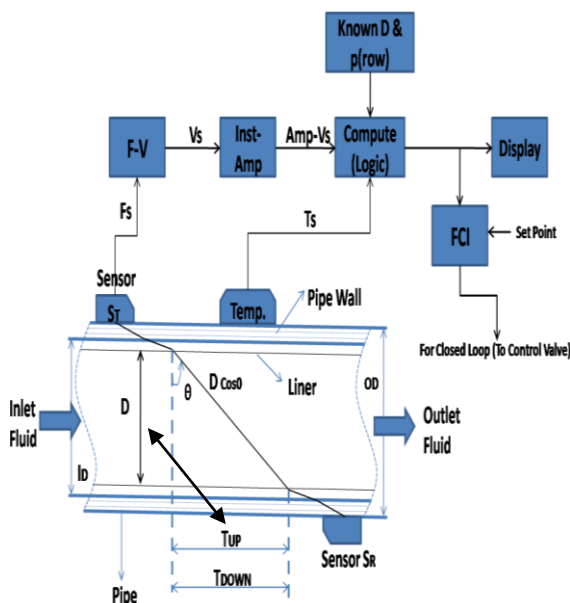 Known D &
p(row)
F-V
Vs
Inst-
Amp
Amp-Vs
Compute
(Logic)
Display
Fs
Ts
FCI
Set Point
Sensor
ST
Temp.
Pipe Wall
For Closed Loop (To Control Valve)
Liner
θ
D Cos0
OD
D
Inlet
Fluid
Outlet
Fluid
ID
TUP
Sensor SR
TDOWN
Pipe